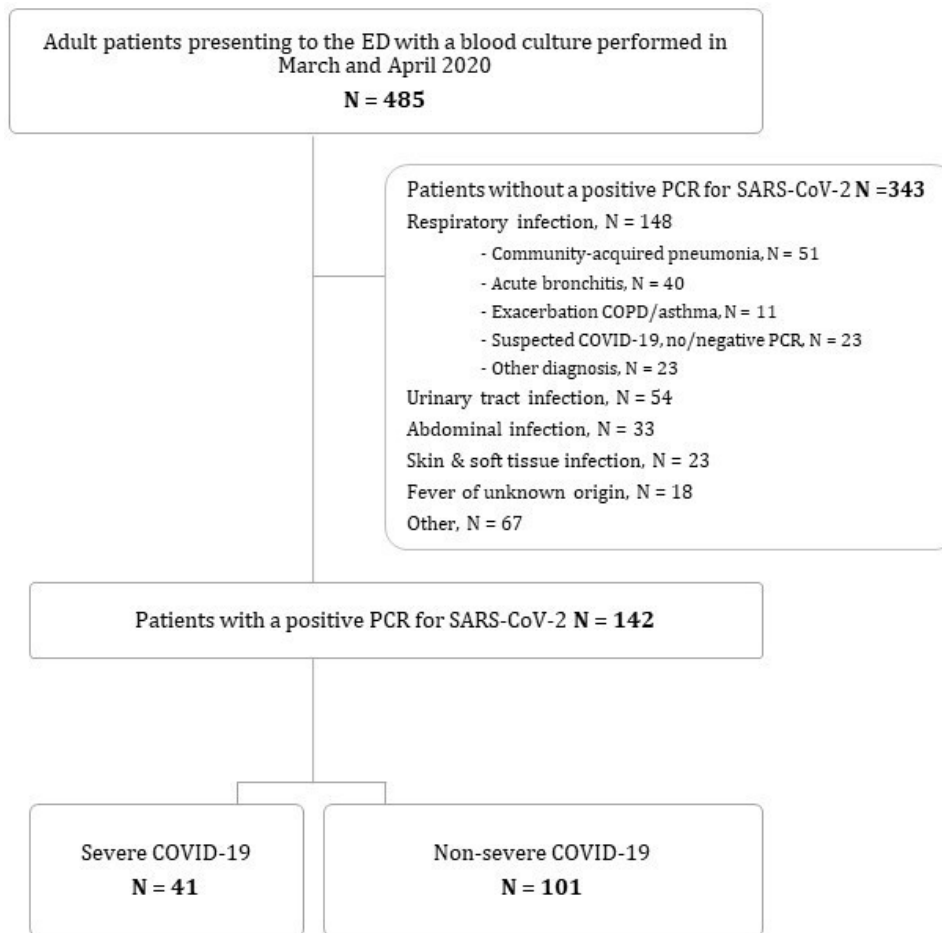 Adult patients presenting to the ED with a blood culture performed in
March and April 2020
N = 485
Patients without a positive PCR for SARS-CoV-2 N =343
Respiratory infection, N = 148
- Community-acquired pneumonia, N = 51
- Acute bronchitis, N = 40
- Exacerbation COPD/asthma, N = 11
- Suspected COVID-19, no/negative PCR, N = 23
- Other diagnosis, N = 23
Urinary tract infection, N = 54
Abdominal infection, N = 33
Skin & soft tissue infection, N = 23
Fever of unknown origin, N = 18
Other, N = 67
Patients with a positive PCR for SARS-CoV-2 N = 142
Severe COVID-19
N = 41
Non-severe COVID-19
N = 101